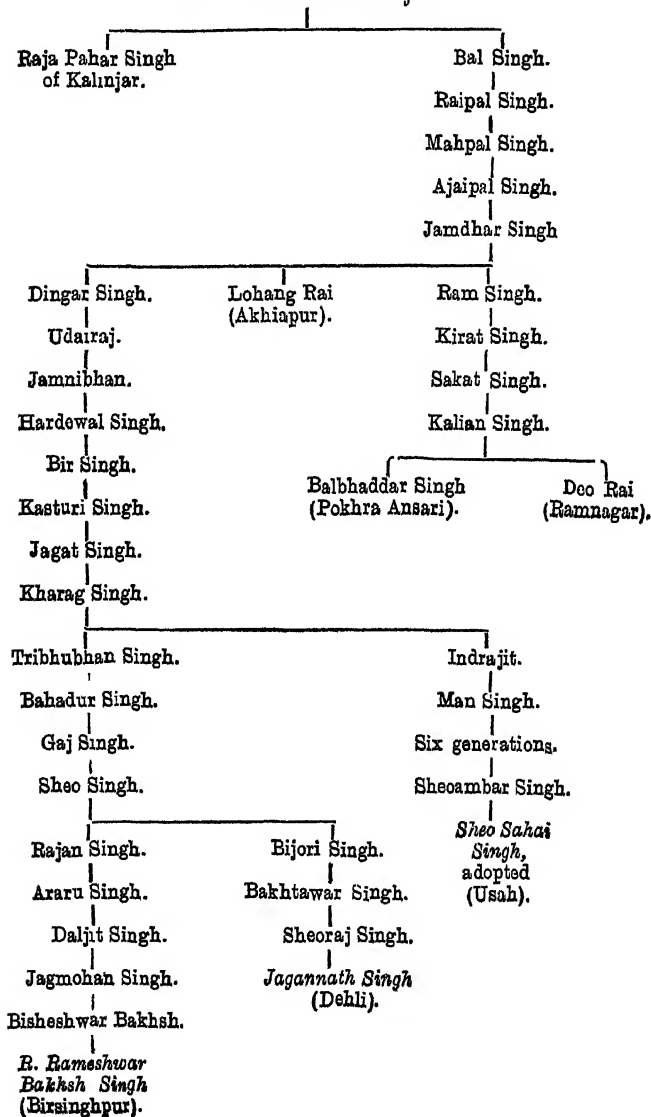 Raja Pahar Singh
of Kalinjar.
Bal Singh.
Raipal Singh.
Mahpal Singh.
Ajaipal Singh.
Jamdhar Singh
Dingar Singh.
Lohang Rai
(Akhiapur).
Ram Singh.
Udairaj.
Kirat Singh.
Jamnibhan.
Sakat Singh.
Hardewal Singh.
Kalian Singh.
Bir Singh.
Balbhaddar Singh
(Pokhra Ansari).
Deo Rai
(Ramnagar).
Kasturi Singh.
Jagat Singh.
Kharag Singh.
Tribhubhan Singh.
Indrajit.
Bahadur Singh.
Man Singh.
Gaj Singh.
Six generations.
Sheo Singh.
Sheoambar Singh.
Sheo Sahai
Singh,
adopted
(Usah).
Rajan Singh.
Bijori Singh.
Araru Singh.
Bakhtawar Singh.
Daljit Singh.
Sheoraj Singh.
Jagmohan Singh.
Jagannath Singh
(Dehli).
Bisheshwar Bakhsh.
R. Rameshwar
Bakhsh Singh
(Birsinghpur).